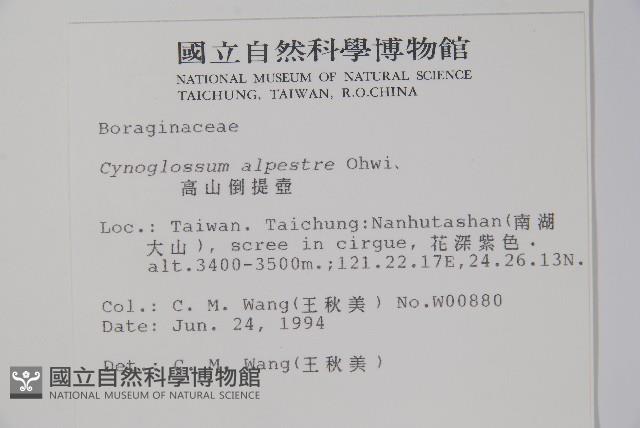 國立自然科學博物館
NATIONAL MUSEUM OF NATURAL SCIENCE
TAICHUNG, TAIWAN, R.O.CHINA
Boraginaceae
Cynoglossum alpestre Ohwi、
高山倒提壺
Loc.: Taiwan. Taichung:Nanhutashan(南湖
大山), scree in cirgue, 花深紫色.
alt.3400-3500m.;121.22.17E,24.26.13N.
Col.: C. M. Wang(王秋美) No.W00880
Date: Jun. 24, 1994
Det.: C. M. Wang(王秋美)
國立自然科學博物館
NATIONAL MUSEUM OF NATURAL SCIENCE